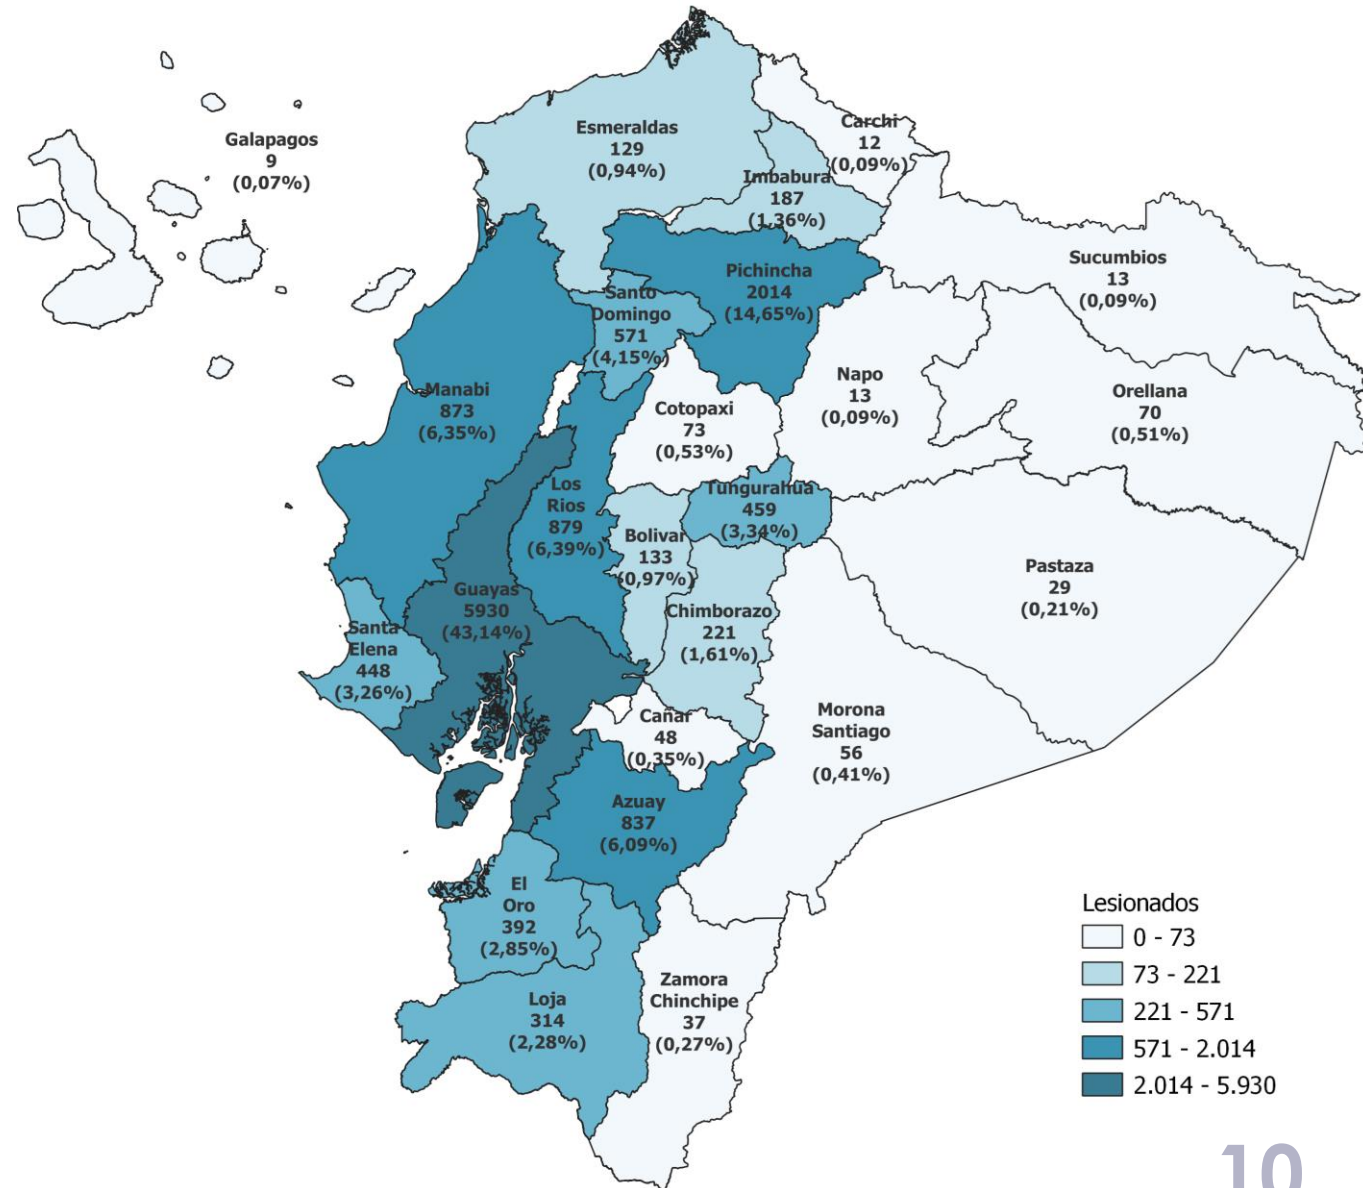 Galapagos
9
(0,07%)
Esmeraldas
129
(0,94%)
Carchi
12
(0,09%)
Imbabura
187
(1,36%)
Sucumbios
13
(0,09%)
Pichincha
2014
(14,65%)
Santo
Domingo
571
(4,15%)
Manabi
873
(6,35%)
Cotopaxi
73
(0,53%)
Napo
13
(0,09%)
Orellana
70
(0,51%)
Los
Rios
879
(6,39%)
Tungurahua
459
(3,34%)
Bolivar
133
(0,97%)
Pastaza
29
(0,21%)
Guayas
5930
(43,14%)
Chimborazo
221
(1,61%)
Santa
Elena
448
(3,26%)
Cañar
48
(0,35%)
Morona
Santiago
56
(0,41%)
Azuay
837
(6,09%)
El
Oro
392
(2,85%)
Loja
314
(2,28%)
Zamora
Chinchipe
37
(0,27%)
Lesionados
0 - 73
73 - 221
221 - 571
571 - 2.014
2.014 - 5.930
10